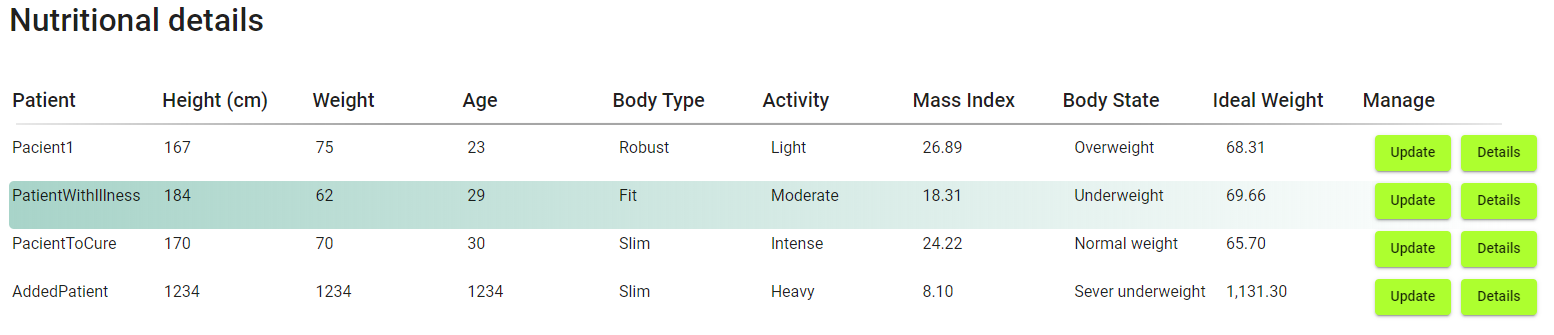 Nutritional details
Patient Height (cm) Weight Age Body Type Activity Mass Index Body State Ideal Weight Manage
Pacient1 167 75 23 Robust Light 26.89 Overweight 68.31 Update Details
PatientWithIllness 184 62 29 Fit Moderate 18.31 Underweight 69.66 Update Details
PacientToCure 170 70 30 Slim Intense 24.22 Normal weight 65.70 Update Details
AddedPatient 1234 1234 1234 Slim Heavy 8.10 Sever underweight 1,131.30 Update Details